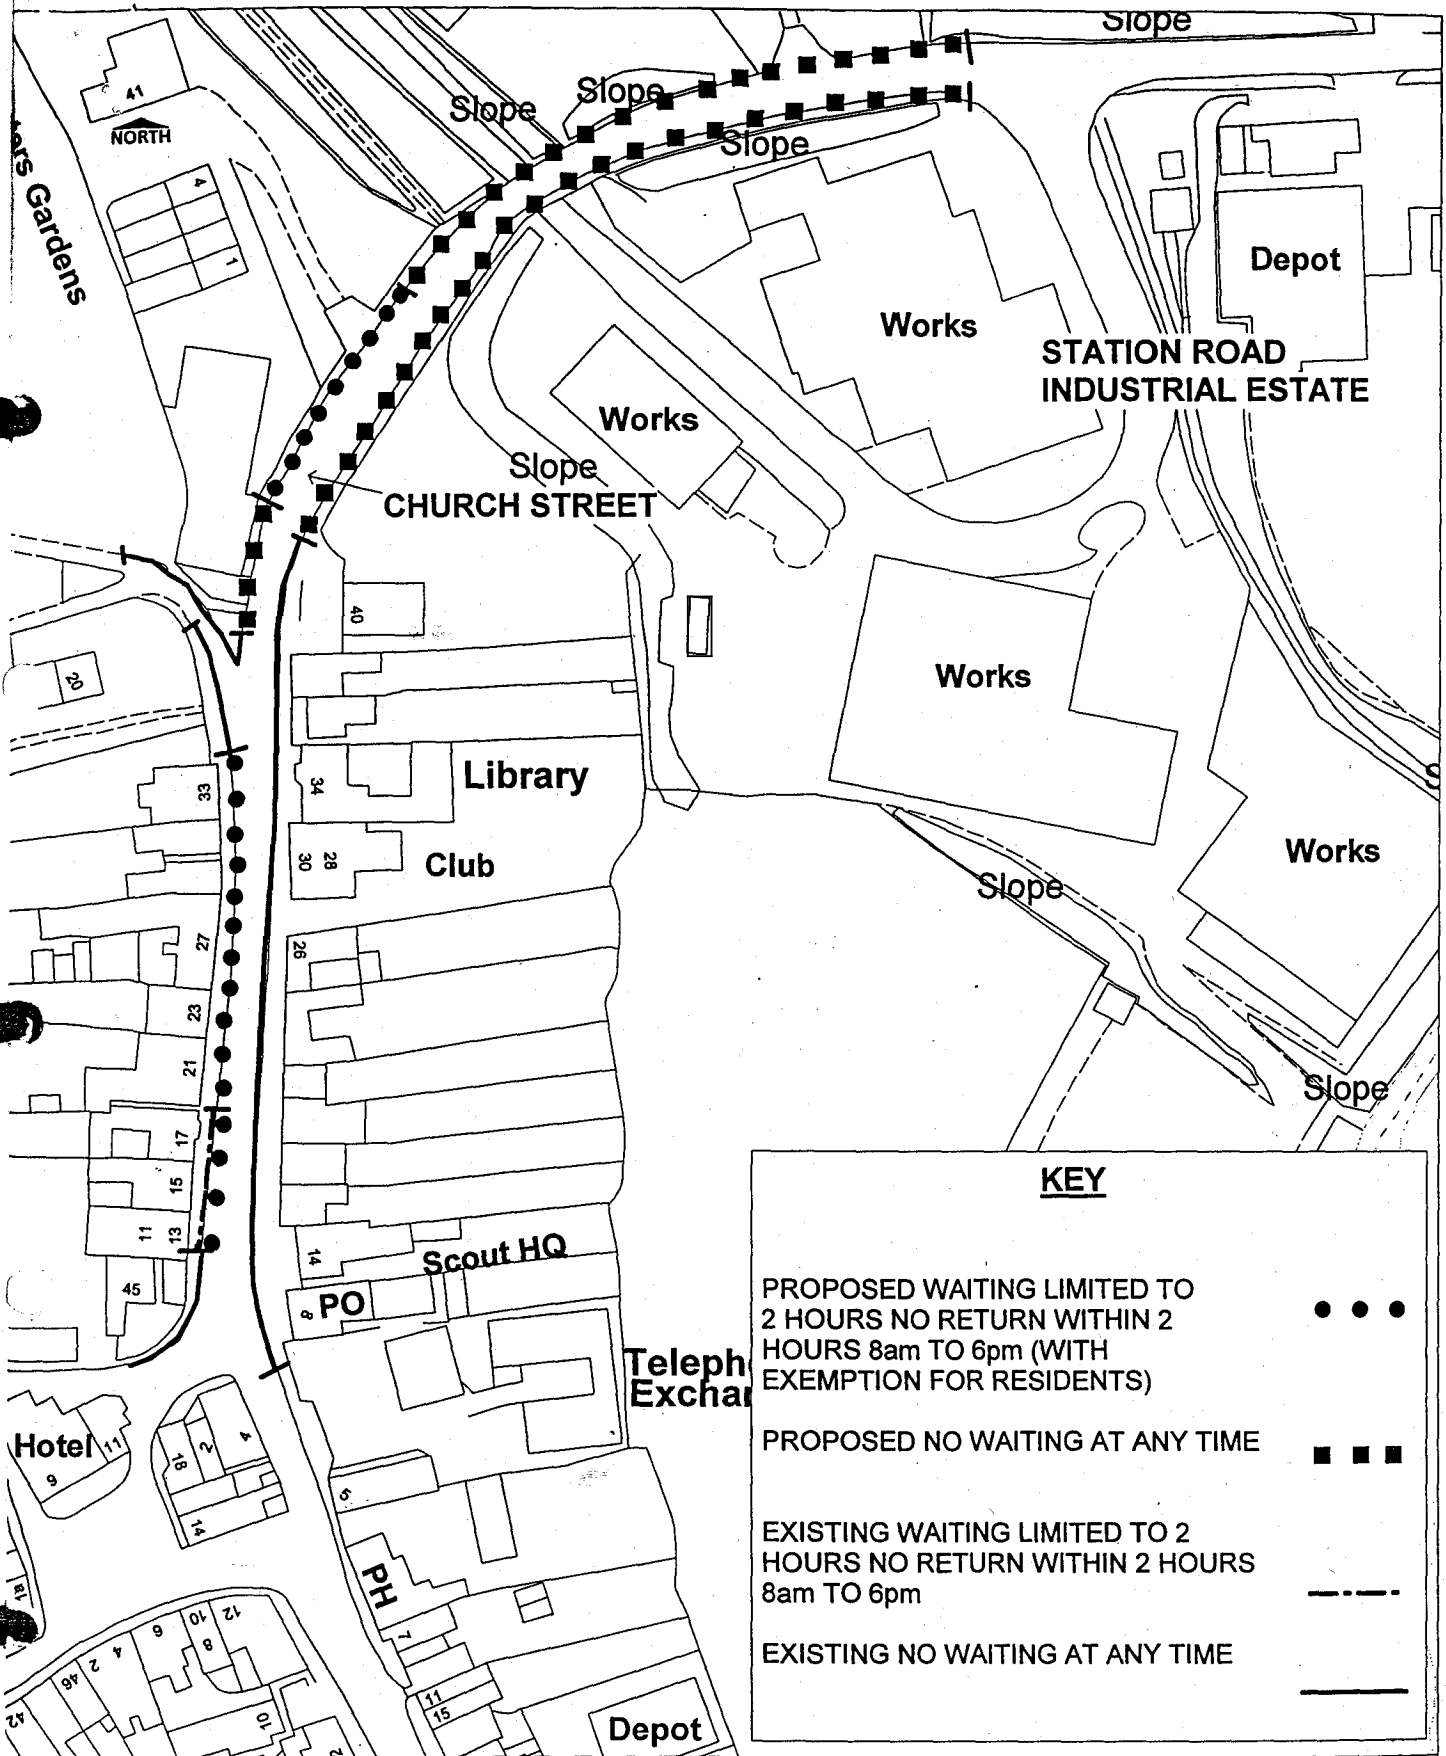 Slope
41
NORTH
Slope
Slope
Slope
4
1
Gardens
Depot
Works
STATION ROAD
INDUSTRIAL ESTATE
Works
Slope
CHURCH STREET
40
20
Works
33
34
Library
30
28
Club
Works
Slope
27
26
23
21
Slope
17
15
11
13
14
Scout HQ
45
8
PO
Hotel
11
9
18
2
4
14
5
PH
7
12
10
8
6
4
2
46
42
10
11
15
Depot
KEY
PROPOSED WAITING LIMITED TO
2 HOURS NO RETURN WITHIN 2
HOURS 8am TO 6pm (WITH
EXEMPTION FOR RESIDENTS)
PROPOSED NO WAITING AT ANY TIME
EXISTING WAITING LIMITED TO 2
HOURS NO RETURN WITHIN 2 HOURS
8am TO 6pm
EXISTING NO WAITING AT ANY TIME